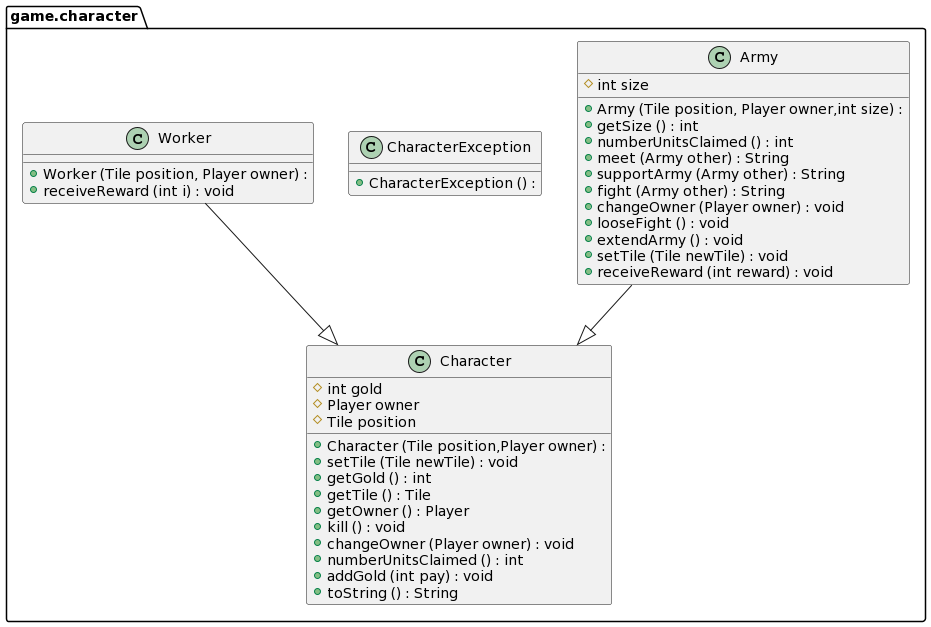 game.character
C Worker
Worker (Tile position, Player owner) :
receiveReward (int i) : void
C CharacterException
CharacterException () :
C Army
int size
Army (Tile position, Player owner,int size) :
getSize () : int
numberUnitsClaimed () : int
meet (Army other) : String
supportArmy (Army other) : String
fight (Army other) : String
changeOwner (Player owner) : void
looseFight () : void
extendArmy () : void
setTile (Tile newTile) : void
receiveReward (int reward) : void
C Character
int gold
Player owner
Tile position
Character (Tile position,Player owner) :
setTile (Tile newTile) : void
getGold () : int
getTile () : Tile
getOwner () : Player
kill () : void
changeOwner (Player owner) : void
numberUnitsClaimed () : int
addGold (int pay) : void
toString () : String